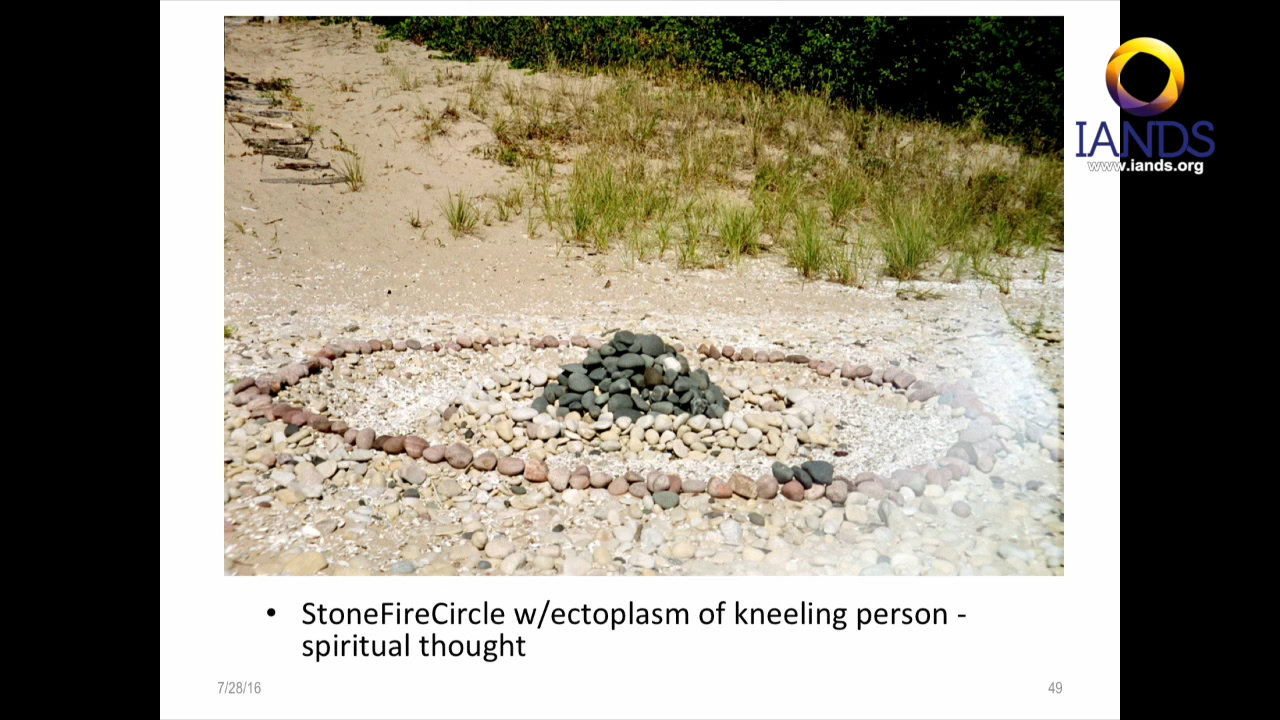 IANDS
www.iands.org
• StoneFireCircle w/ectoplasm of kneeling person -
spiritual thought
7/28/16
49